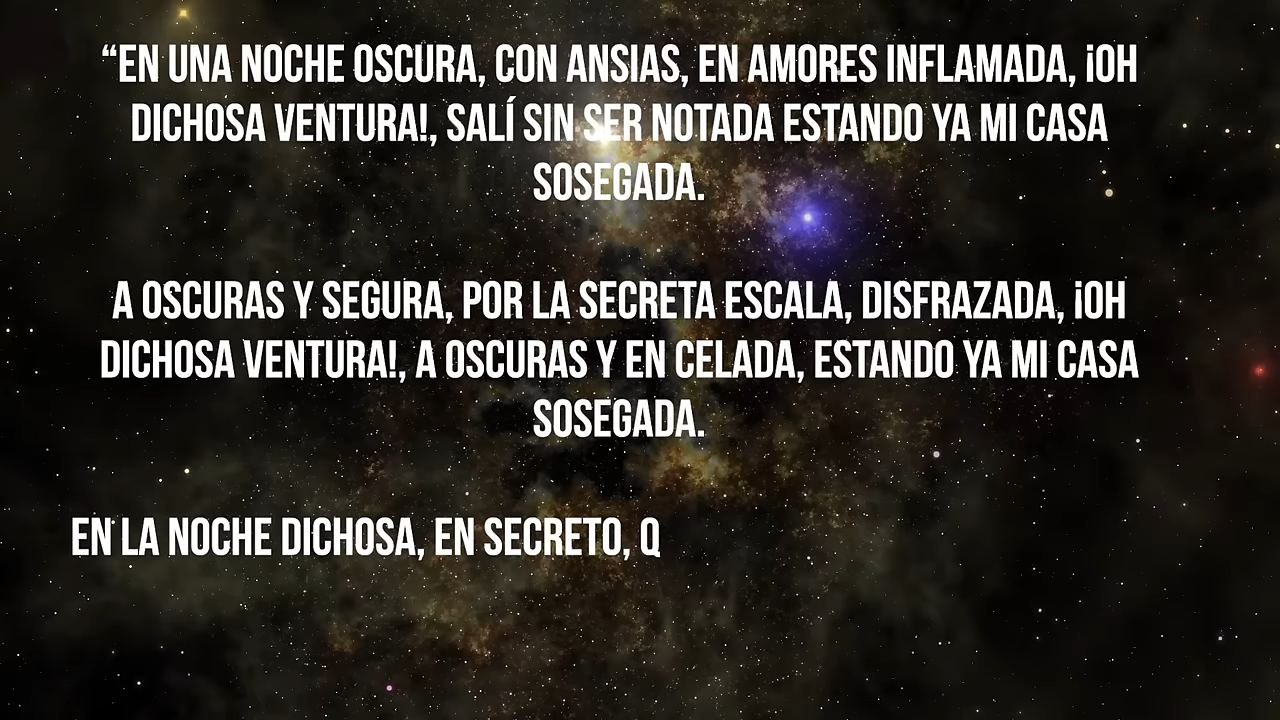 “EN UNA NOCHE OSCURA, CON ANSIAS, EN AMORES INFLAMADA, ¡OH
DICHOSA VENTURA!, SALÍ SIN SER NOTADA ESTANDO YA MI CASA
SOSEGADA.
A OSCURAS Y SEGURA, POR LA SECRETA ESCALA, DISFRAZADA, ¡OH
DICHOSA VENTURA!, A OSCURAS Y EN CELADA, ESTANDO YA MI CASA
SOSEGADA.
EN LA NOCHE DICHOSA, EN SECRETO, Q